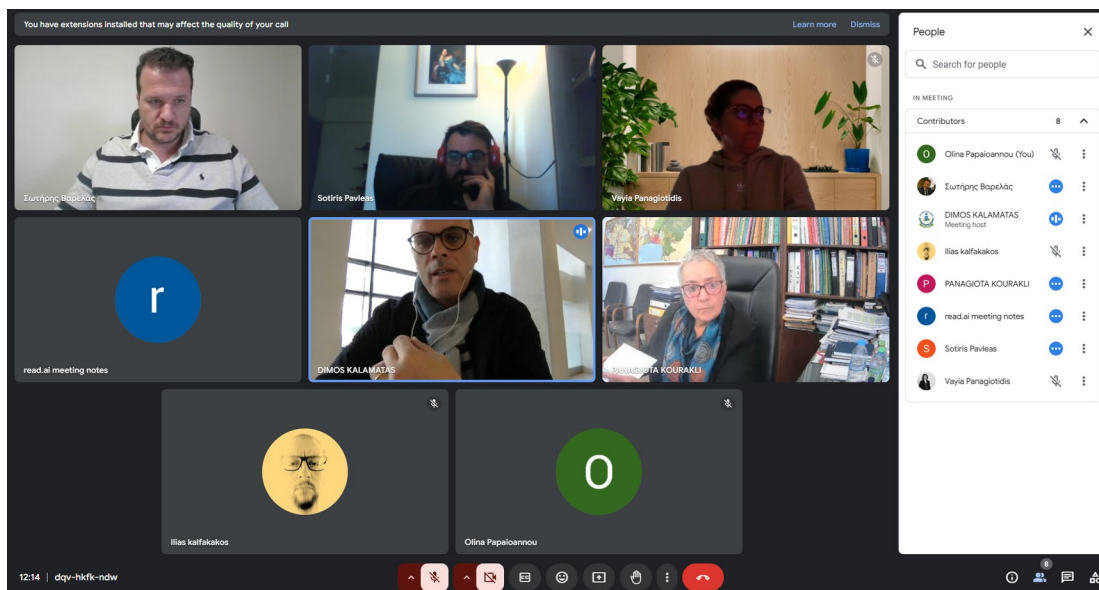 You have extensions installed that may affect the quality of your call
Learn more
Dismiss
Σωτήρης Βαρελάς
Sotiris Pavleas
Vayia Panagiotidis
r
read.ai meeting notes
DIMOS KALAMATAS
KOURAKLI
Ilias kalfakakos
O
Olina Papaioannou
12:14 | dqv-hkfk-ndw
8
People
Search for people
IN MEETING
Contributors 8
O Olina Papaioannou (You)
Σωτήρης Βαρελάς
DIMOS KALAMATAS
Meeting host
Ilias kalfakakos
P PANAGIOTA KOURAKLI
r read.ai meeting notes
S Sotiris Pavleas
Vayia Panagiotidis